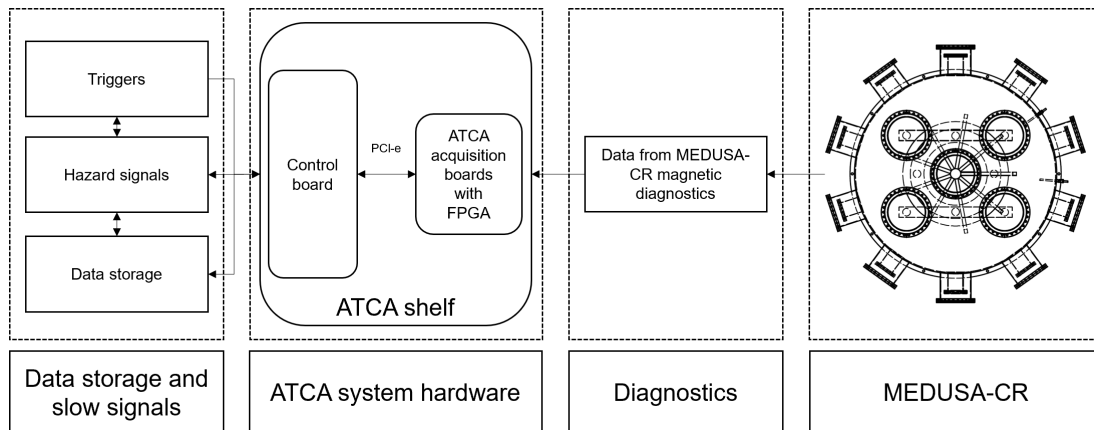 Triggers
Hazard signals
Data storage
Control
board
PCI-e
ATCA
acquisition
boards
with
FPGA
ATCA shelf
Data from MEDUSA-
CR magnetic
diagnostics
Data storage and
slow signals
ATCA system hardware
Diagnostics
MEDUSA-CR